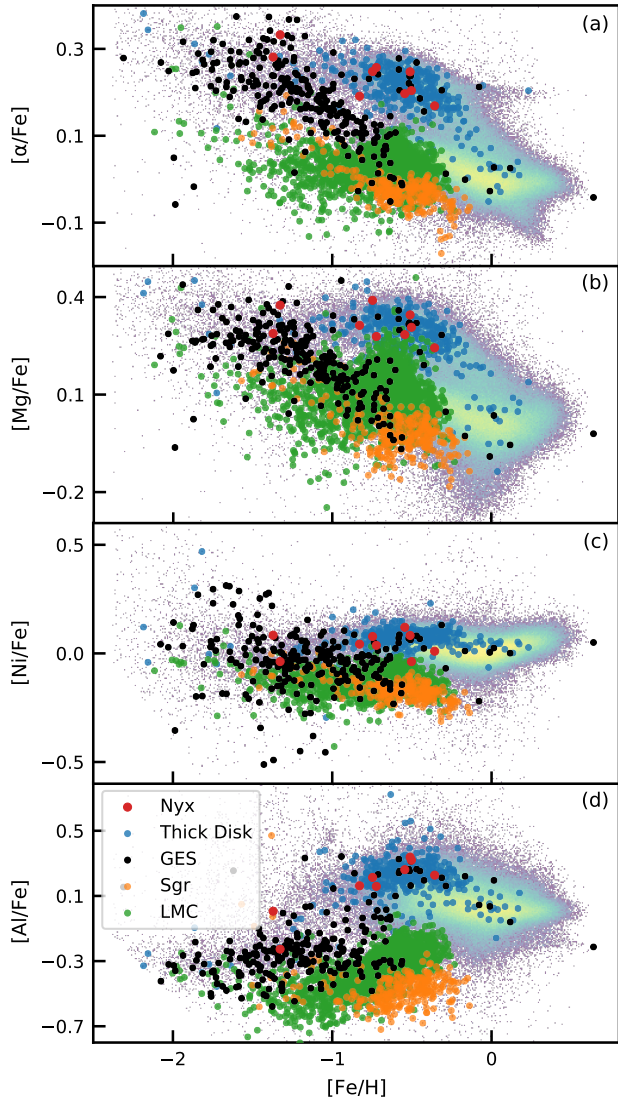 (a)
0.3
0.1
−0.1
[α/Fe]
(b)
0.4
0.1
−0.2
[Mg/Fe]
(c)
0.5
0.0
−0.5
[Ni/Fe]
(d)
0.5
0.1
−0.3
−0.7
[Al/Fe]
Nyx
Thick Disk
GES
Sgr
LMC
−2
−1
0
[Fe/H]